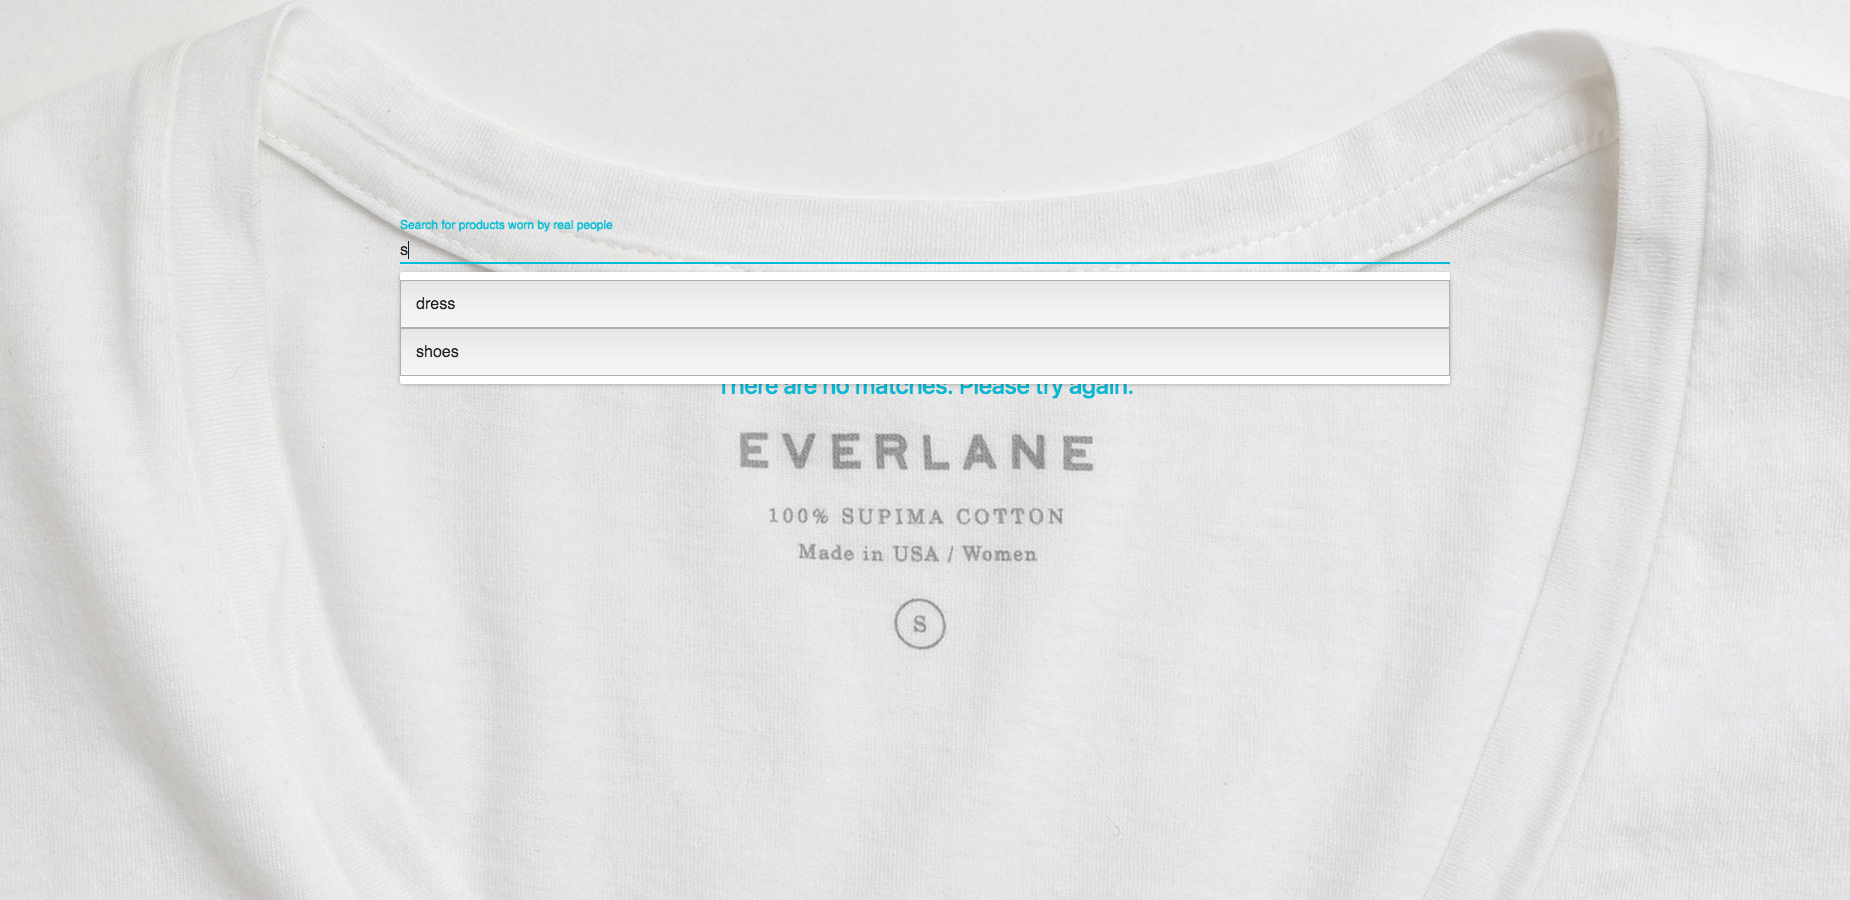 Search for products worn by real people
s
dress
shoes
There are no matches. Please try again.
EVERLANE
100% SUPIMA COTTON
Made in USA / Women
S